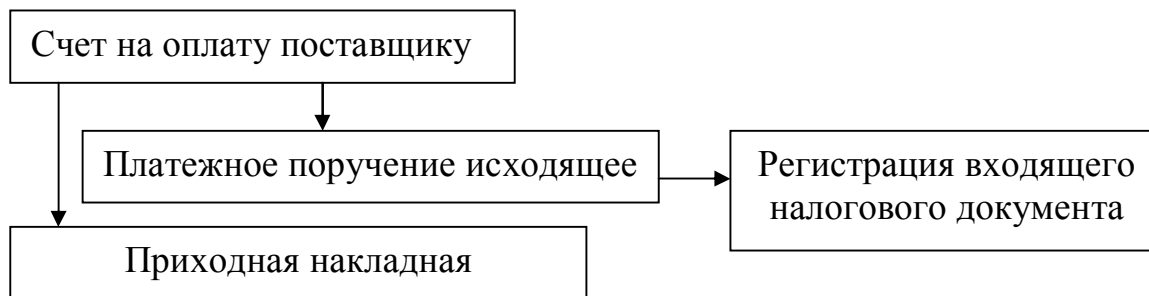 Счет на оплату поставщику
Платежное поручение исходящее
Регистрация входящего
налогового документа
Приходная накладная